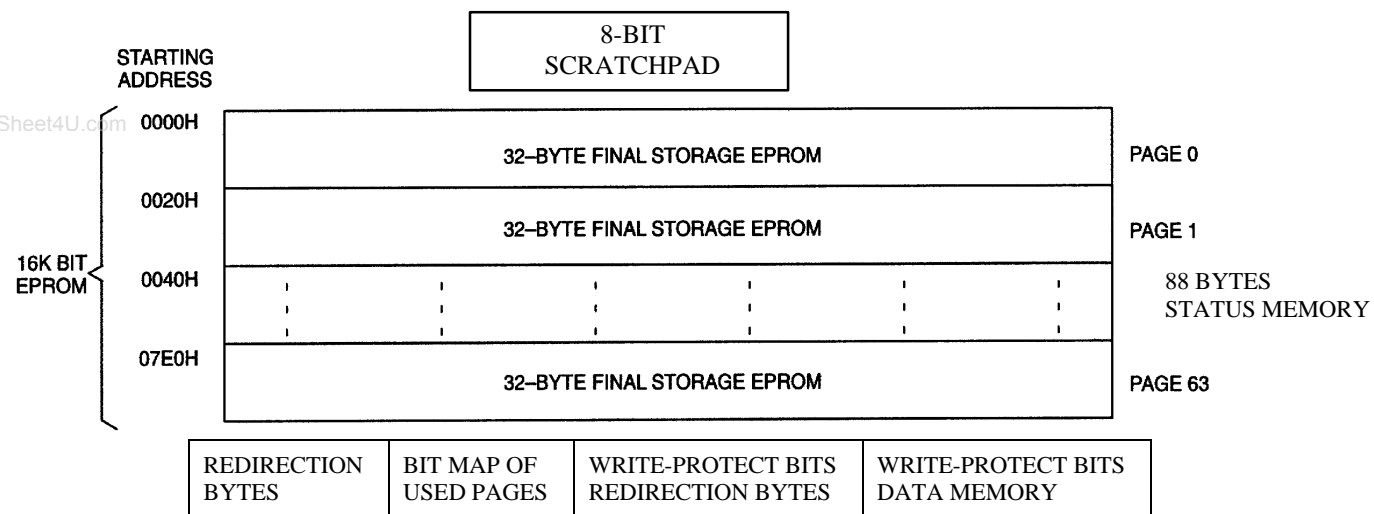 8-BIT
SCRATCHPAD
STARTING
ADDRESS
Sheet4U.com
0000H
32–BYTE FINAL STORAGE EPROM
PAGE 0
0020H
32–BYTE FINAL STORAGE EPROM
PAGE 1
16K BIT
EPROM
0040H
88 BYTES
STATUS MEMORY
07E0H
32–BYTE FINAL STORAGE EPROM
PAGE 63
REDIRECTION
BYTES
BIT MAP OF
USED PAGES
WRITE-PROTECT BITS
REDIRECTION BYTES
WRITE-PROTECT BITS
DATA MEMORY